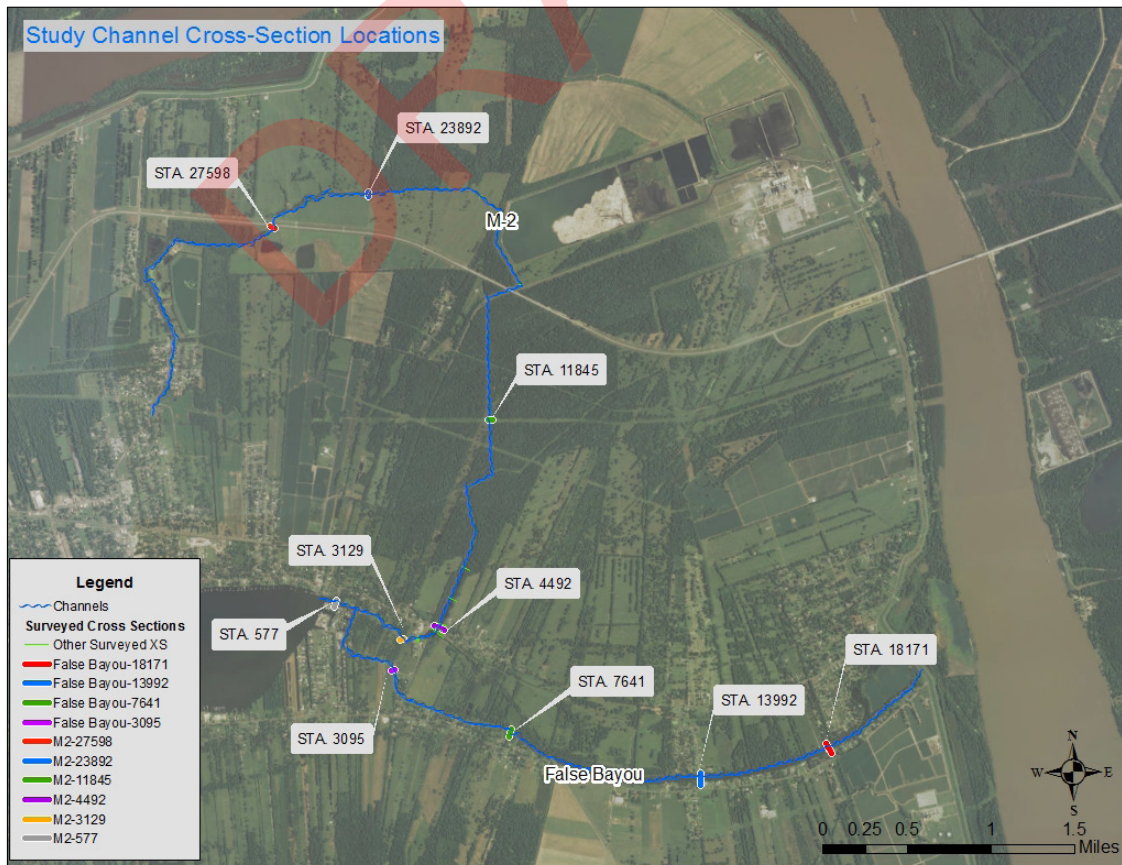 Study Channel Cross-Section Locations
DRA
STA. 23892
STA. 27598
M-2
STA. 11845
STA. 3129
STA. 4492
STA. 577
STA. 18171
STA. 7641
STA. 13992
STA. 3095
False Bayou
Legend
Channels
Surveyed Cross Sections
Other Surveyed XS
False Bayou-18171
False Bayou-13992
False Bayou-7641
False Bayou-3095
M2-27598
M2-23892
M2-11845
M2-4492
M2-3129
M2-577
N
W E
S
0 0.25 0.5 1 1.5
Miles